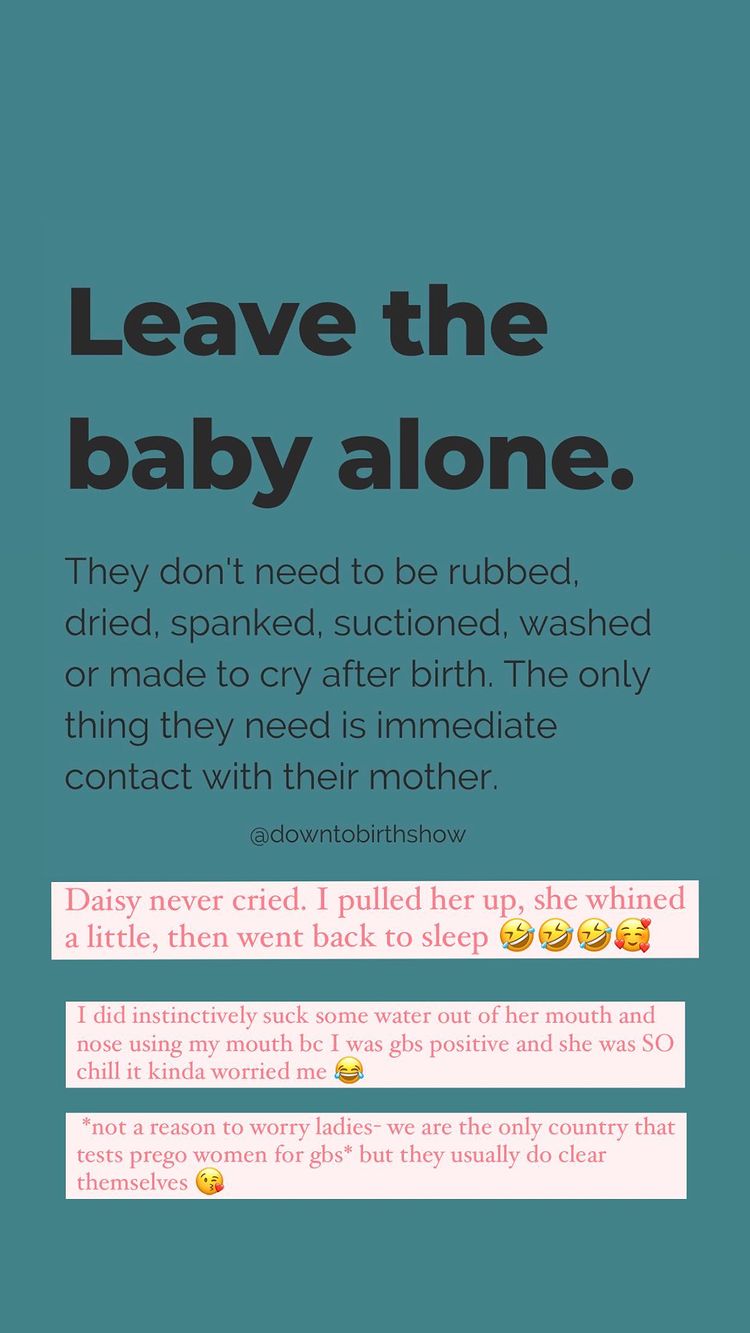 Leave the
baby alone.
They don't need to be rubbed,
dried, spanked, suctioned, washed
or made to cry after birth. The only
thing they need is immediate
contact with their mother.
@downtobirthshow
Daisy never cried. I pulled her up, she whined
a little, then went back to sleep 🤣🤣🤣🥰
I did instinctively suck some water out of her mouth and
nose using my mouth bc I was gbs positive and she was SO
chill it kinda worried me 😂
*not a reason to worry ladies- we are the only country that
tests prego women for gbs* but they usually do clear
themselves 😘